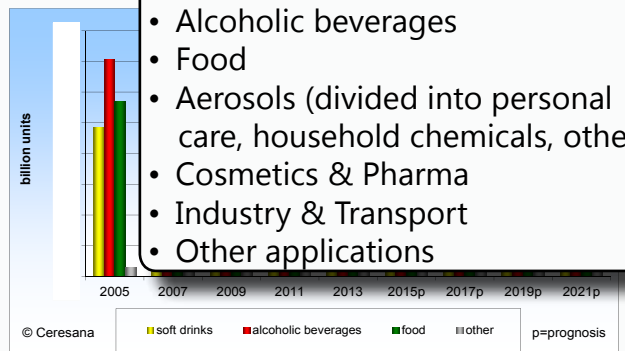 • Alcoholic beverages
• Food
• Aerosols (divided into personal
care, household chemicals, othe
• Cosmetics & Pharma
• Industry & Transport
• Other applications
billion units
2005 2007 2009 2011 2013 2015p 2017p 2019p 2021p
© Ceresana
soft drinks alcoholic beverages food other
p=prognosis